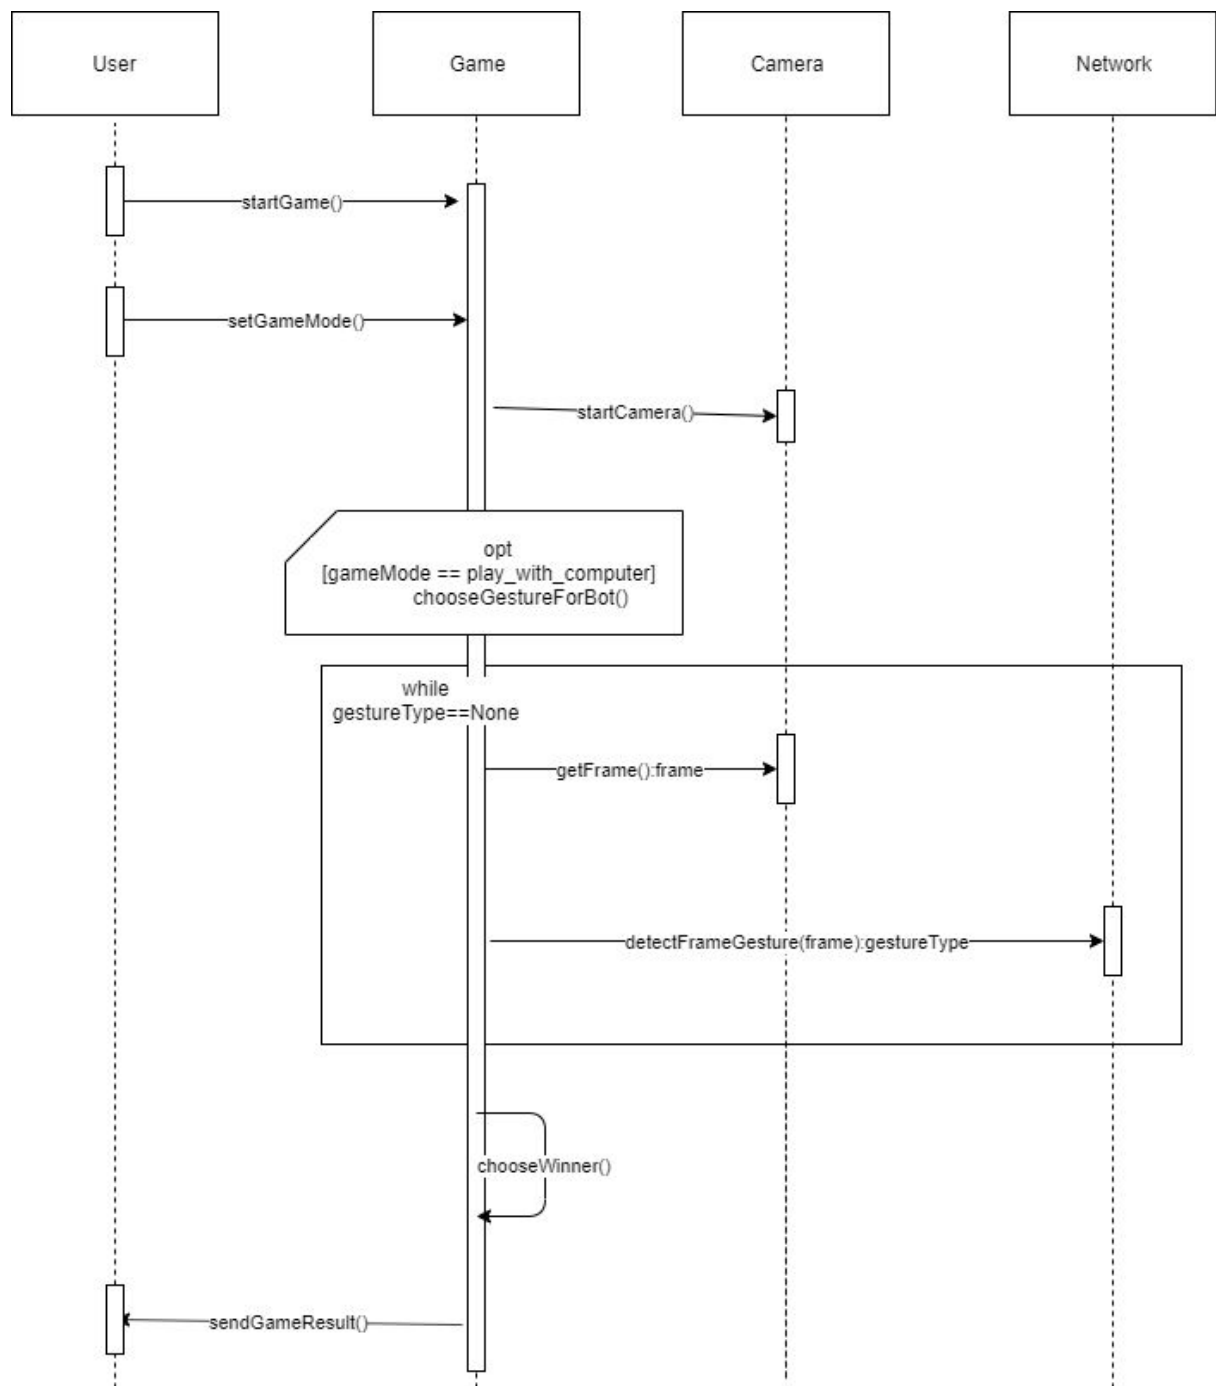 User
Game
Camera
Network
startGame()
setGameMode()
startCamera()
opt
[gameMode == play_with_computer]
chooseGestureForBot()
while
gestureType==None
getFrame():frame
detectFrameGesture(frame):gestureType
chooseWinner()
sendGameResult()